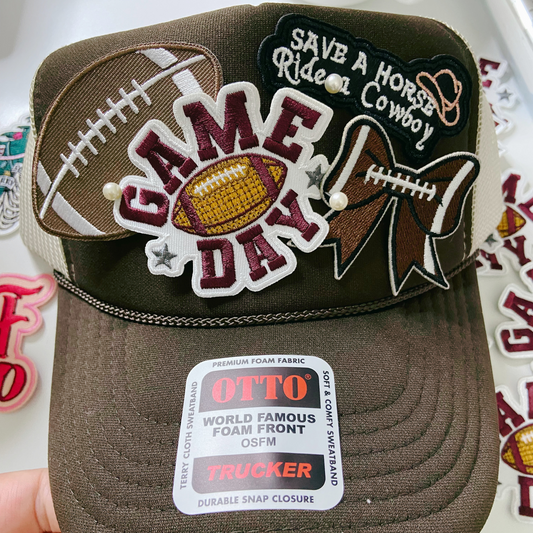 SAVE A HORSE
Ride a
Cowboy
GAME
DAY
PREMIUM FOAM FABRIC
TERRY CLOTH SWEATBAND
OTTO®
WORLD FAMOUS
FOAM FRONT
OSFM
TRUCKER
SOFT & COMFY SWEATBAND
DURABLE SNAP CLOSURE